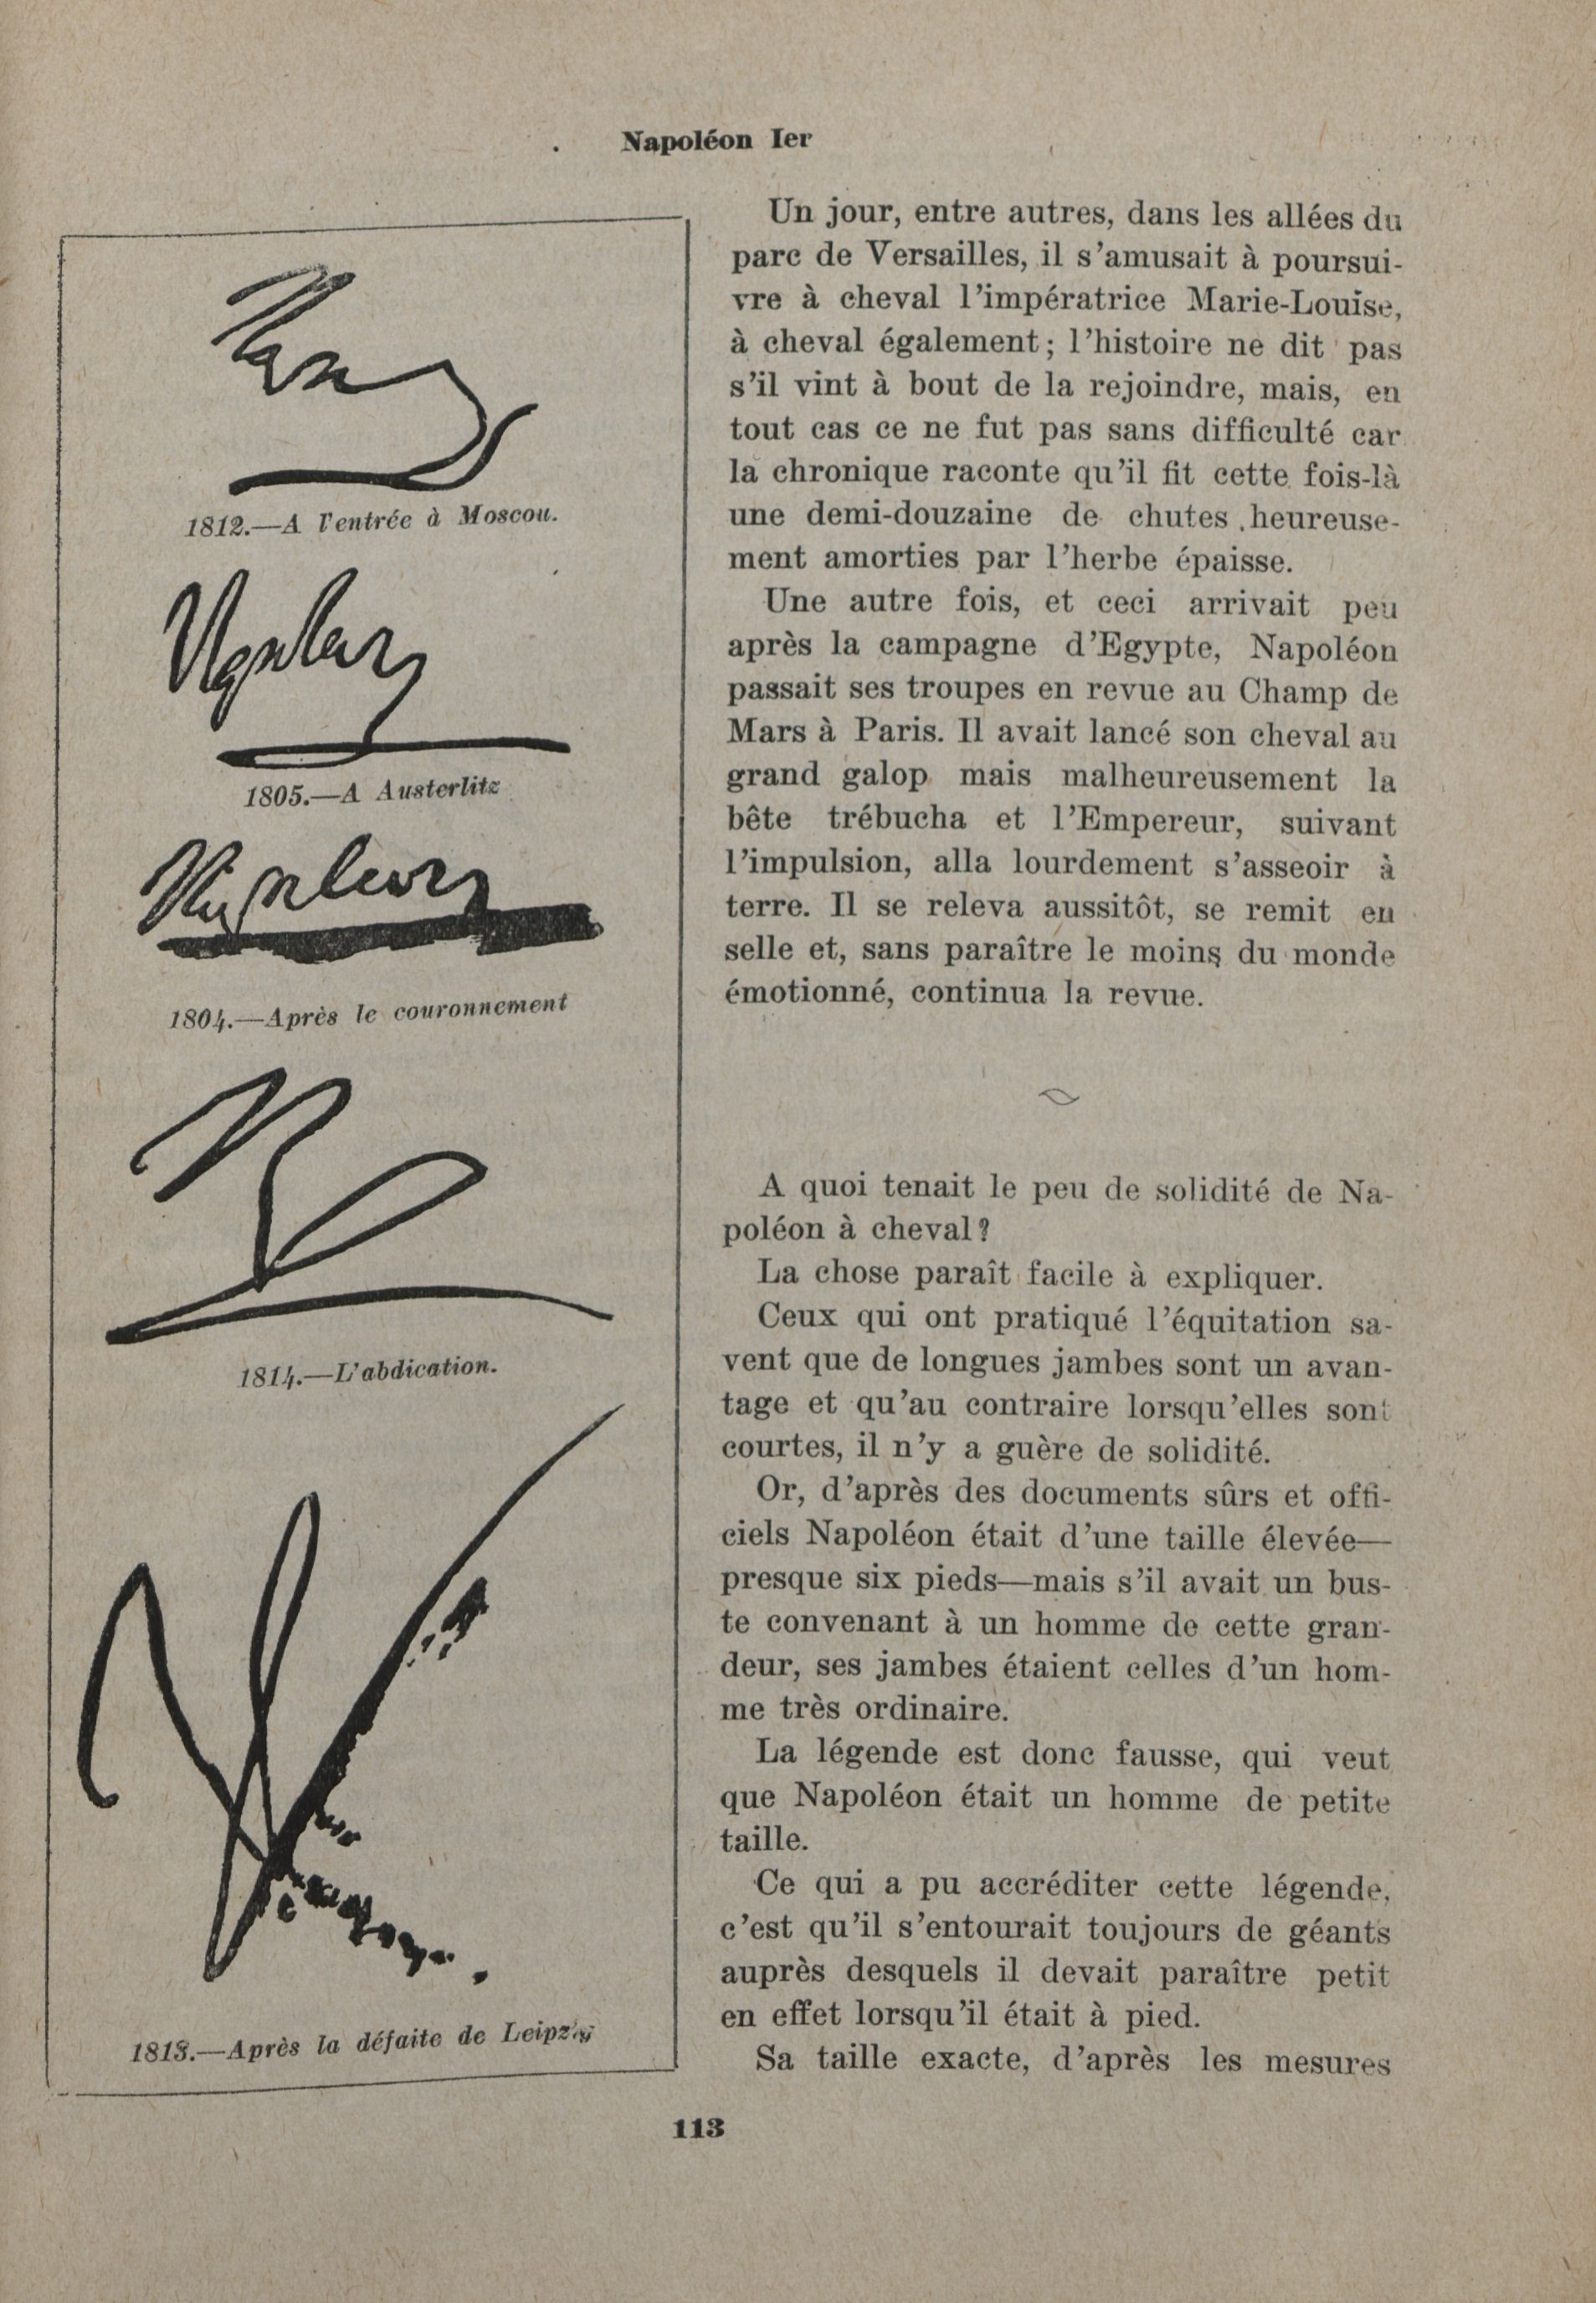 Napoléon Ier
1812.—A l'entrée à Moscou.
1805.—A Austerlitz
1804.—Après le couronnement
1814.—L'abdication.
1813.—Après la défaite de Leipzig
Un jour, entre autres, dans les allées du
parc de Versailles, il s'amusait à poursui-
vre à cheval l'impératrice Marie-Louise,
à cheval également; l'histoire ne dit pas
s'il vint à bout de la rejoindre, mais, en
tout cas ce ne fut pas sans difficulté car
la chronique raconte qu'il fit cette fois-là
une demi-douzaine de chutes heureuse-
ment amorties par l'herbe épaisse.
Une autre fois, et ceci arrivait peu
après la campagne d'Egypte, Napoléon
passait ses troupes en revue au Champ de
Mars à Paris. Il avait lancé son cheval au
grand galop mais malheureusement la
bête trébucha et l'Empereur, suivant
l'impulsion, alla lourdement s'asseoir à
terre. Il se releva aussitôt, se remit en
selle et, sans paraître le moins du monde
émotionné, continua la revue.
A quoi tenait le peu de solidité de Na-
poléon à cheval?
La chose paraît facile à expliquer.
Ceux qui ont pratiqué l'équitation sa-
vent que de longues jambes sont un avan-
tage et qu'au contraire lorsqu'elles sont
courtes, il n'y a guère de solidité.
Or, d'après des documents sûrs et offi-
ciels Napoléon était d'une taille élevée—
presque six pieds—mais s'il avait un bus-
te convenant à un homme de cette gran-
deur, ses jambes étaient celles d'un hom-
me très ordinaire.
La légende est donc fausse, qui veut
que Napoléon était un homme de petite
taille.
Ce qui a pu accréditer cette légende,
c'est qu'il s'entourait toujours de géants
auprès desquels il devait paraître petit
en effet lorsqu'il était à pied.
Sa taille exacte, d'après les mesures
113